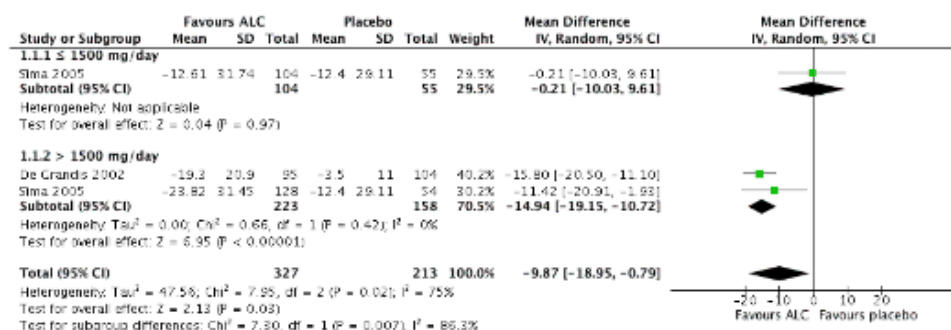 Favours ALC Placebo Mean Difference Mean Difference
Study or Subgroup Mean SD Total Mean SD Total Weight IV, Random, 95% CI IV, Random, 95% CI
1.1.1 ≤ 1500 mg/day
Sima 2005 -12.61 31.74 104 -12.4 29.11 55 29.5% -0.21 [-10.03, 9.61]
Subtotal (95% CI) 104 55 29.5% -0.21 [-10.03, 9.61]
Heterogeneity: Not applicable
Test for overall effect: Z = 0.04 (P = 0.97)
1.1.2 > 1500 mg/day
De Grandis 2002 -19.3 20.9 95 -3.5 11 104 40.2% -15.80 [-20.50, -11.10]
Sima 2005 -23.82 31.45 128 -12.4 29.11 54 30.2% -11.42 [-20.91, -1.93]
Subtotal (95% CI) 223 158 70.5% -14.94 [-19.15, -10.72]
Heterogeneity: Tau² = 0.00; Chi² = 0.66, df = 1 (P = 0.42); I² = 0%
Test for overall effect: Z = 6.95 (P < 0.00001)
Total (95% CI) 327 213 100.0% -9.87 [-18.95, -0.79]
Heterogeneity: Tau² = 47.56; Chi² = 7.95, df = 2 (P = 0.02); I² = 75%
Test for overall effect: Z = 2.13 (P = 0.03)
Test for subgroup differences: Chi² = 7.30, df = 1 (P = 0.007), I² = 86.3%
-20 -10 0 10 20
Favours ALC Favours placebo